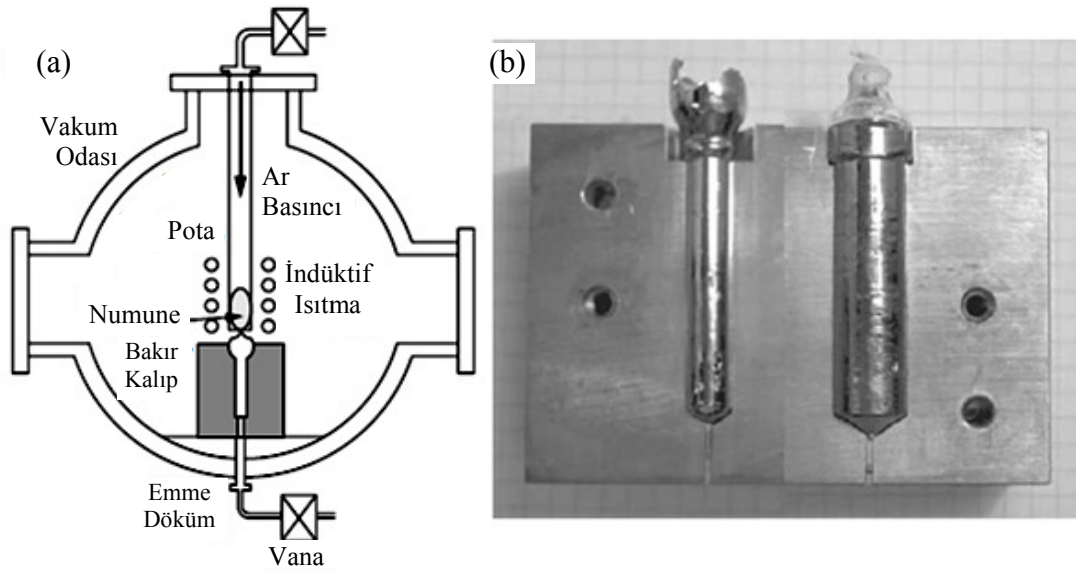 (a)
Vakum
Odası
Ar
Basıncı
Pota
İndüktif
Isıtma
Numune
Bakır
Kalıp
Emme
Döküm
Vana
(b)